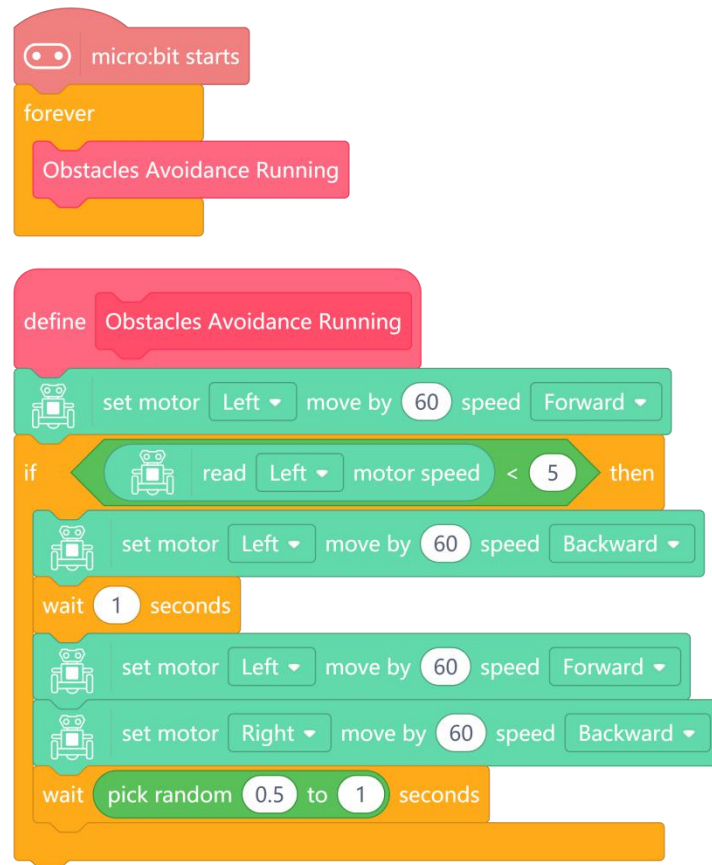 micro:bit starts
forever
Obstacles Avoidance Running
define Obstacles Avoidance Running
set motor Left move by 60 speed Forward
if read Left motor speed < 5 then
set motor Left move by 60 speed Backward
wait 1 seconds
set motor Left move by 60 speed Forward
set motor Right move by 60 speed Backward
wait pick random 0.5 to 1 seconds